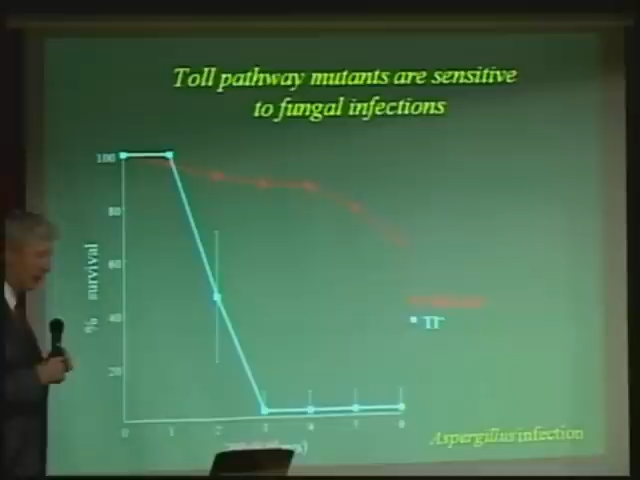 Toll pathway mutants are sensitive
to fungal infections
100
80
60
40
20
% survival
0 1 2 3 4 5 6
Aspergillus infection